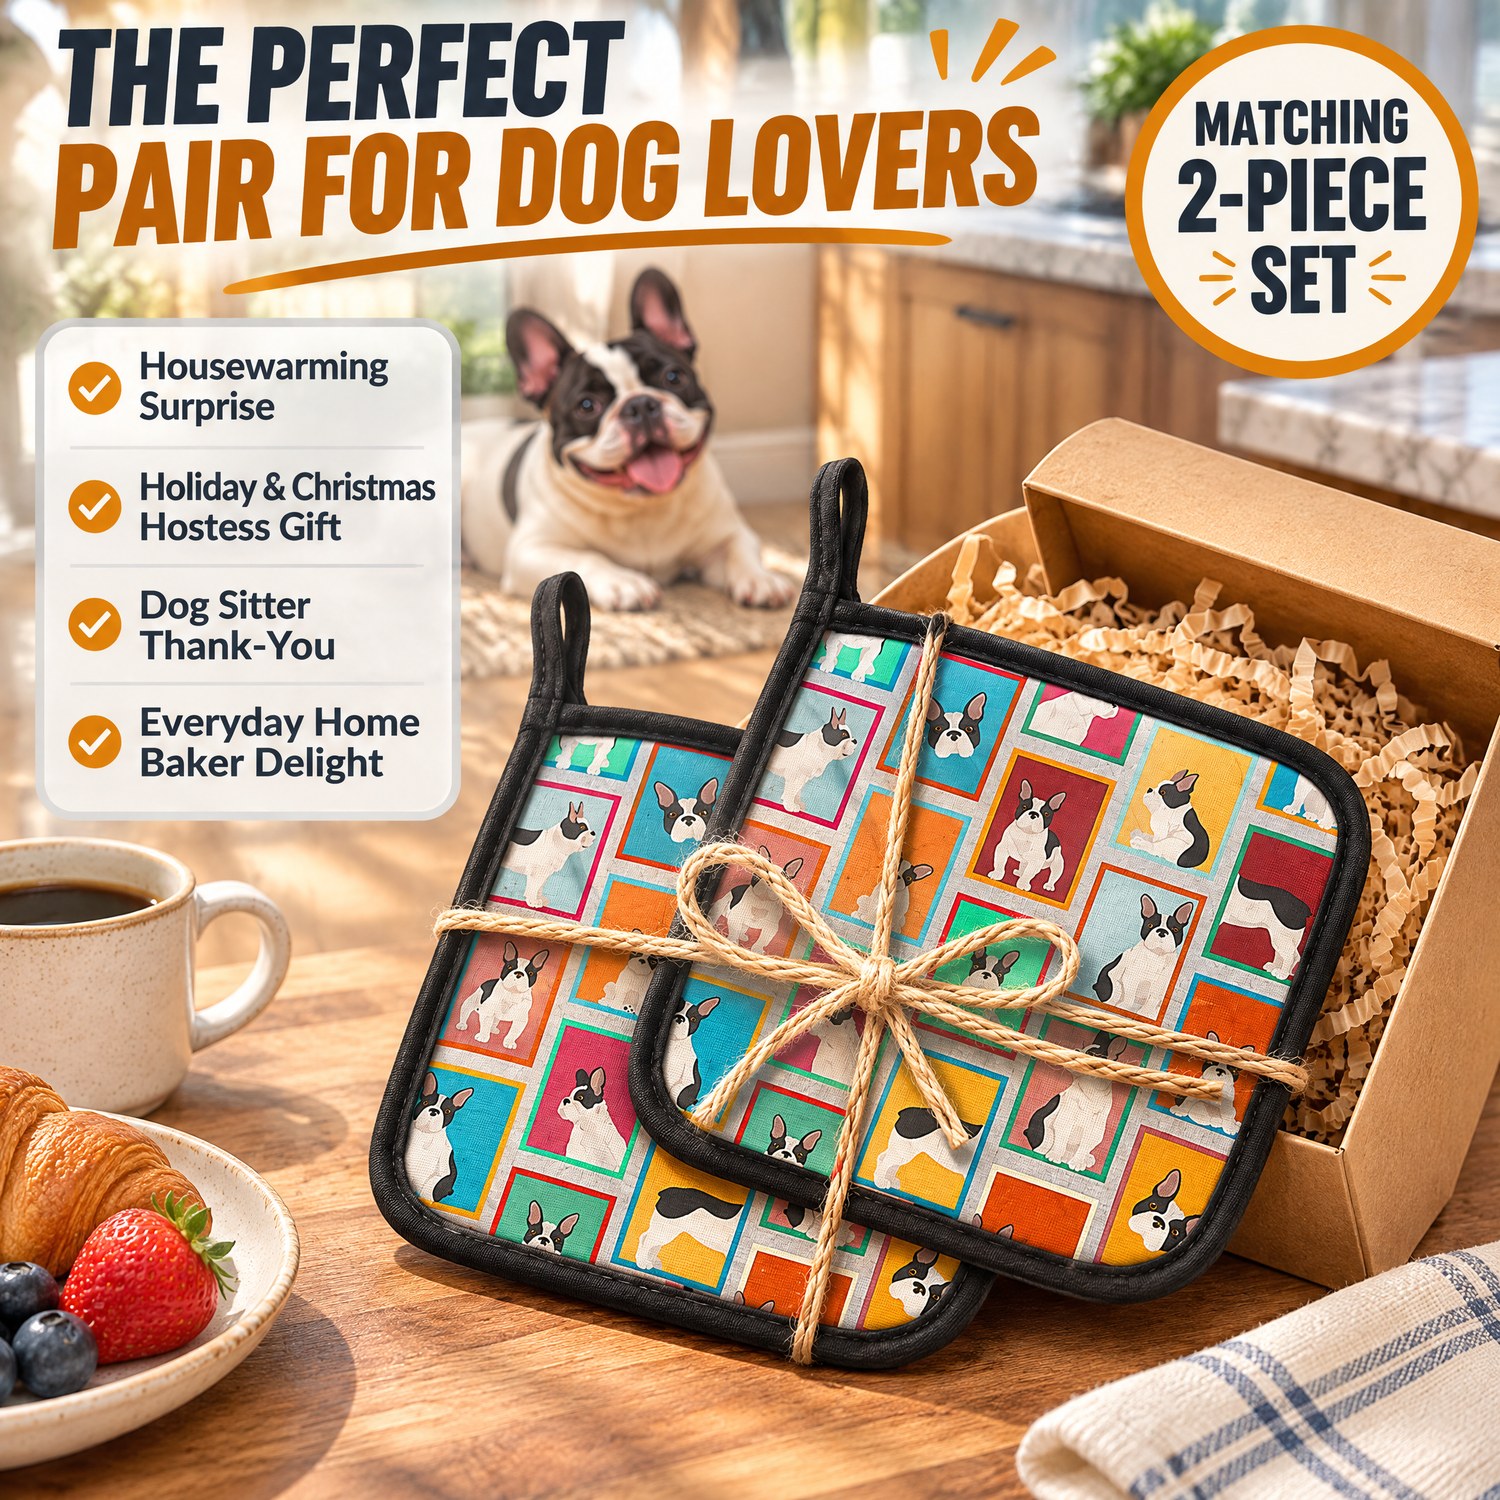 THE PERFECT
PAIR FOR DOG LOVERS
MATCHING
2-PIECE
SET
Housewarming
Surprise
Holiday & Christmas
Hostess Gift
Dog Sitter
Thank-You
Everyday Home
Baker Delight